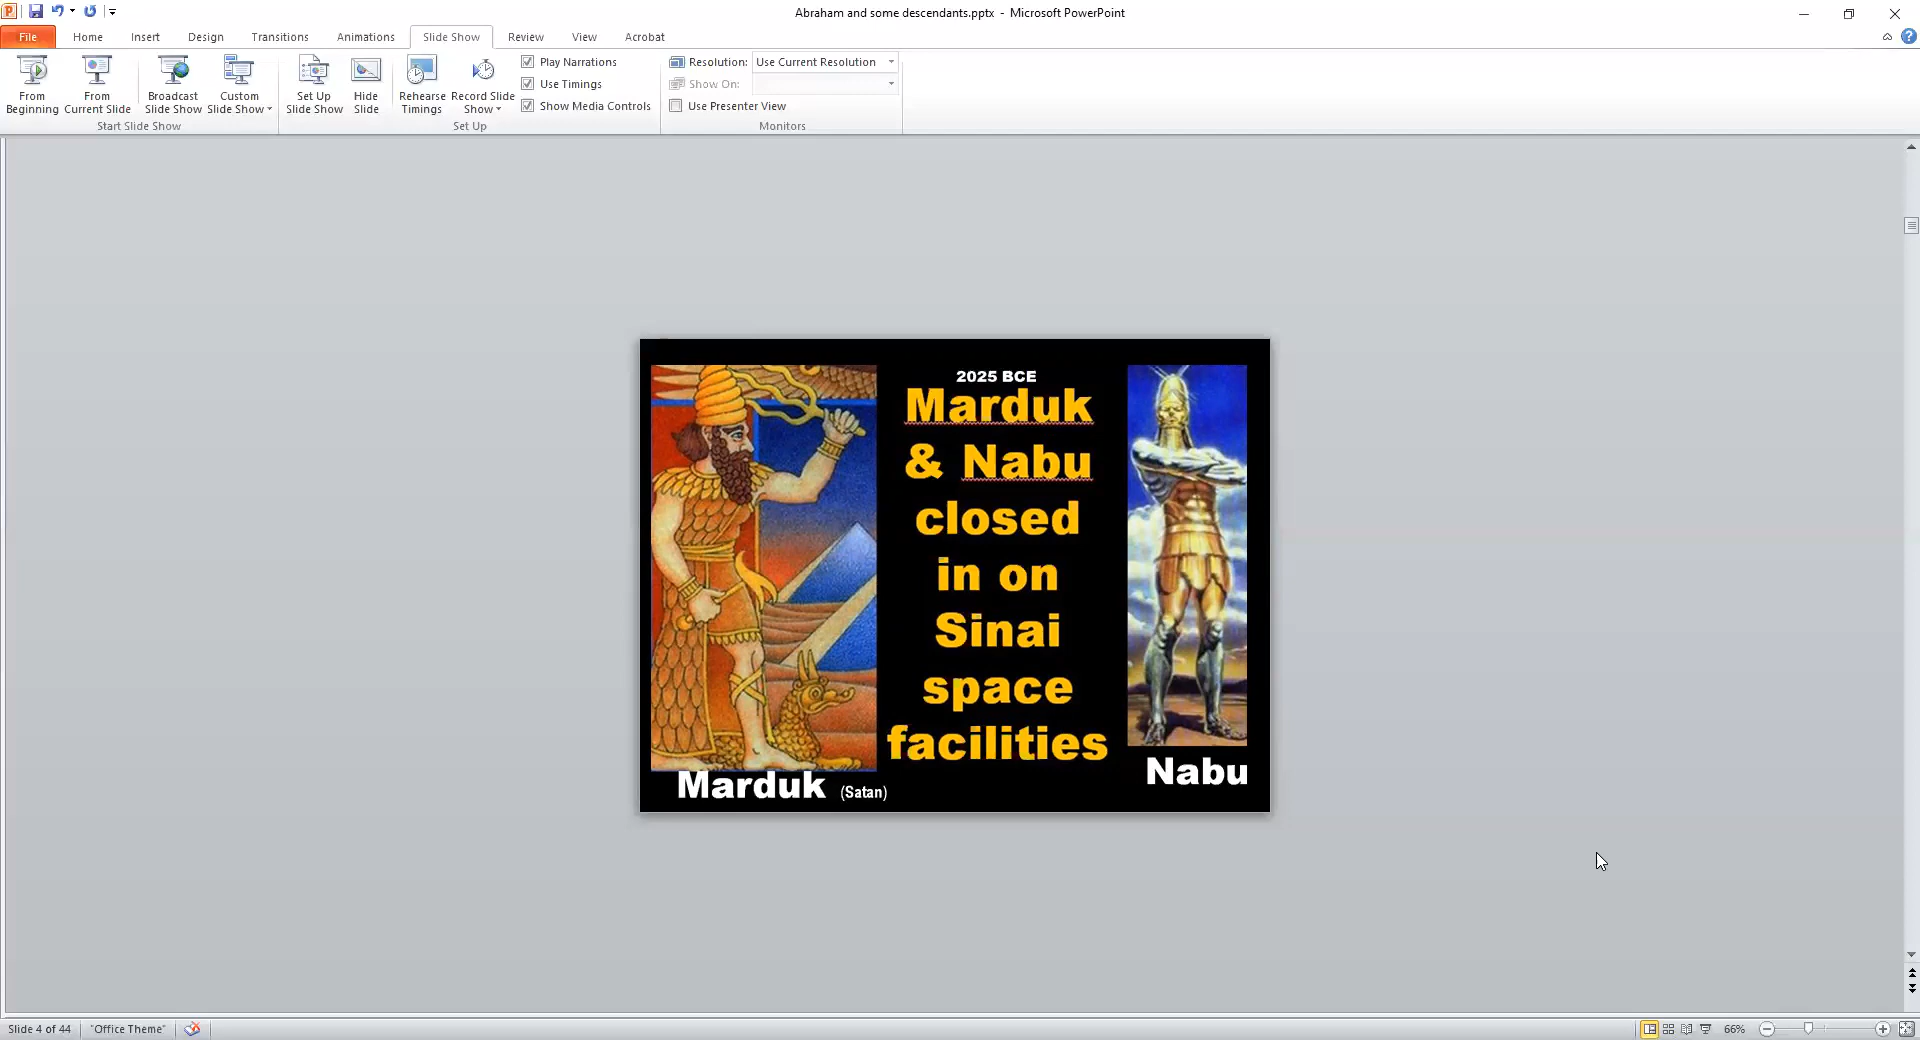 Abraham and some descendants.pptx - Microsoft PowerPoint
File Home Insert Design Transitions Animations Slide Show Review View Acrobat
From Beginning
From Current Slide
Broadcast Slide Show
Custom Slide Show
Set Up Slide Show
Hide Slide
Rehearse Timings
Record Slide Show
Play Narrations
Use Timings
Show Media Controls
Resolution: Use Current Resolution
Show On:
Use Presenter View
Start Slide Show
Set Up
Monitors
2025 BCE
Marduk
& Nabu
closed
in on
Sinai
space
facilities
Marduk (Satan)
Nabu
Slide 4 of 44 "Office Theme" 66%